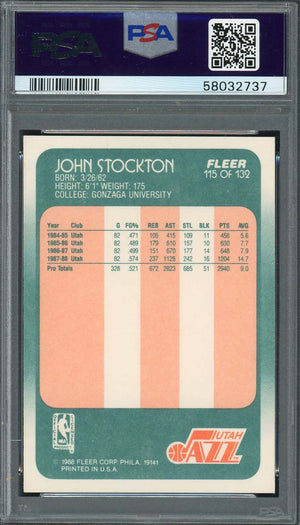 PSA
PSA
PSA
58032737
JOHN STOCKTON
FLEER
115 OF 132
BORN: 3/26/62
HEIGHT: 6'1" WEIGHT: 175
COLLEGE: GONZAGA UNIVERSITY
Year Club G FG% REB AST STL BLK PTS AVG
1984-85 Utah 82 .471 105 415 109 11 458 5.6
1985-86 Utah 82 .489 179 610 157 10 630 7.7
1986-87 Utah 82 .499 151 670 177 14 648 7.9
1987-88 Utah 82 .574 237 1128 242 16 1204 14.7
Pro Totals 328 .521 672 2823 685 51 2940 9.0
NBA
UTAH
JAZZ
© 1988 FLEER CORP. PHILA. 19141
PRINTED IN U.S.A.
PSA